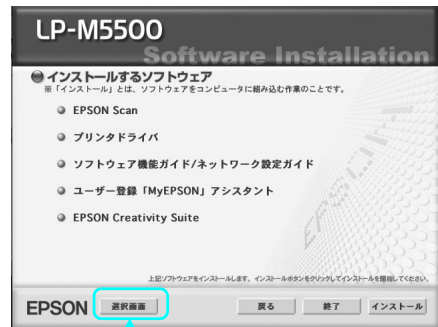 LP-M5500
Software Installation
インストールするソフトウェア
※「インストール」とは、ソフトウェアをコンピュータに組み込む作業のことです。
EPSON Scan
プリンタドライバ
ソフトウェア機能ガイド/ネットワーク設定ガイド
ユーザー登録「MyEPSON」アシスタント
EPSON Creativity Suite
EPSON
上記ソフトウェアをインストールします。インストールボタンをクリックしてインストールを開始してください。
EPSON 選択画面 戻る 終了 インストール